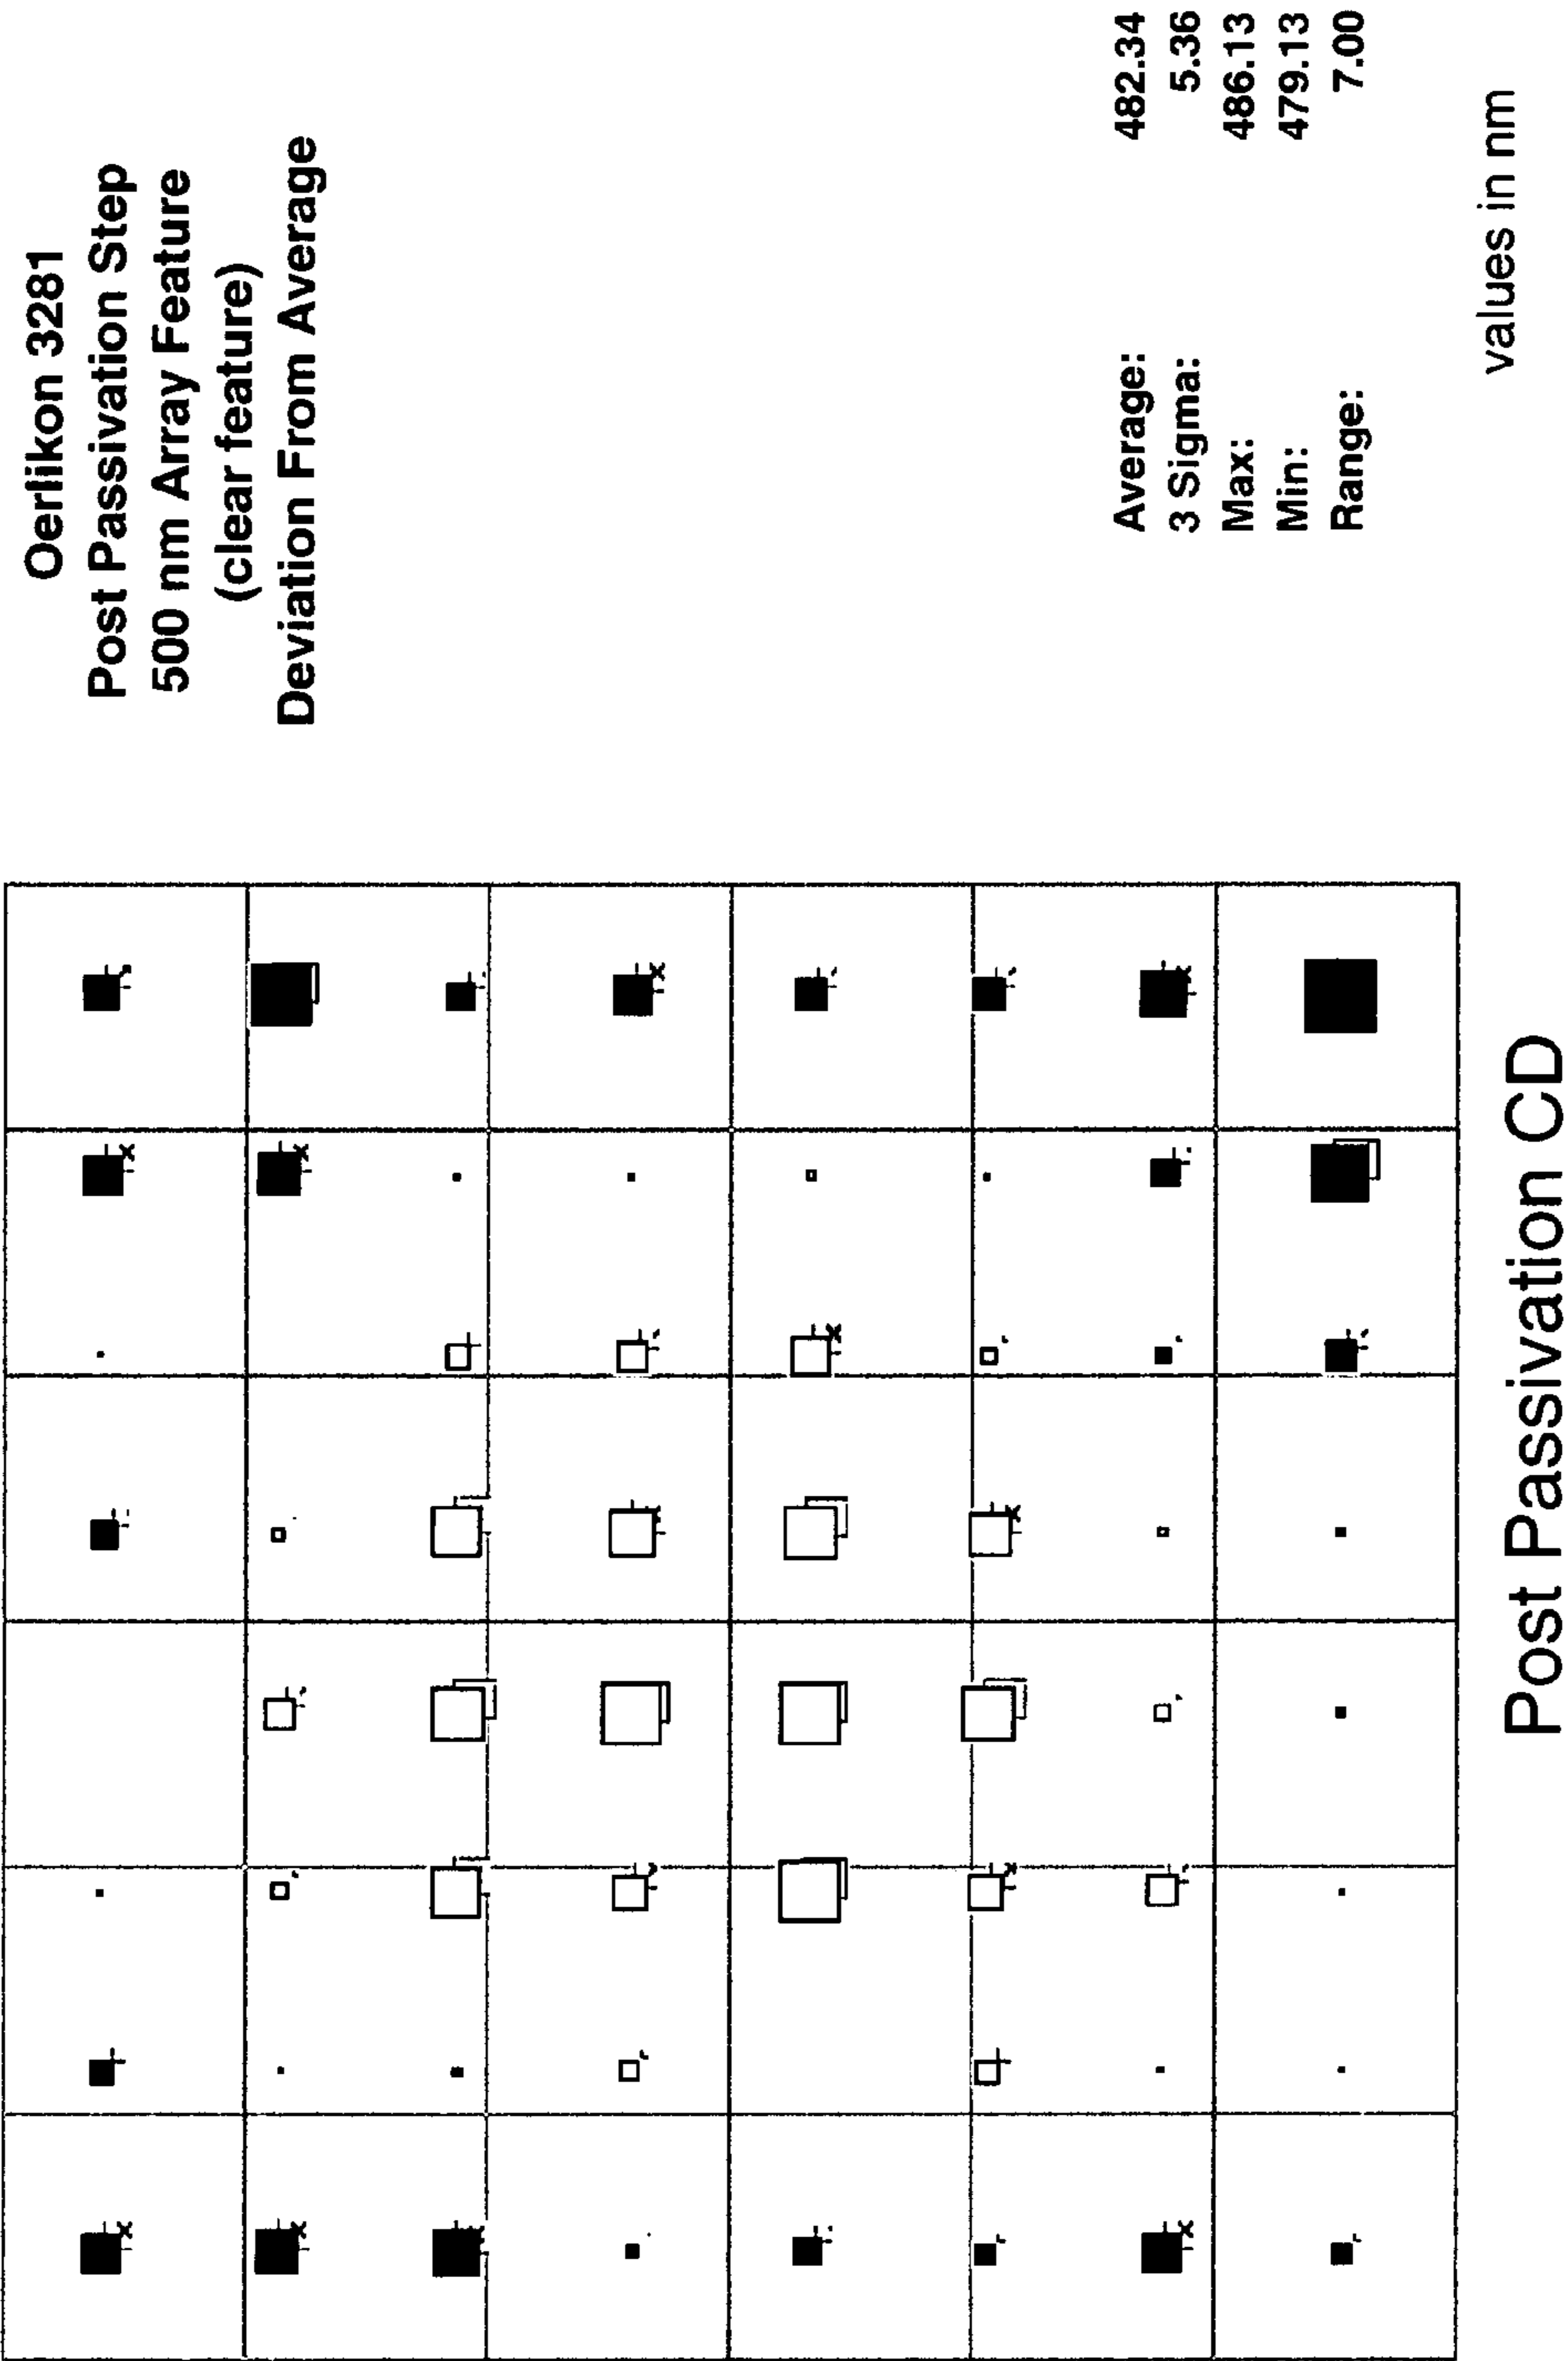 Oerlikon 3281
Post Passivation Step
500 nm Array Feature
(clear feature)
Deviation From Average
Average: 482.34
3 Sigma: 5.36
Max: 486.13
Min: 479.13
Range: 7.00
values in nm
Post Passivation CD